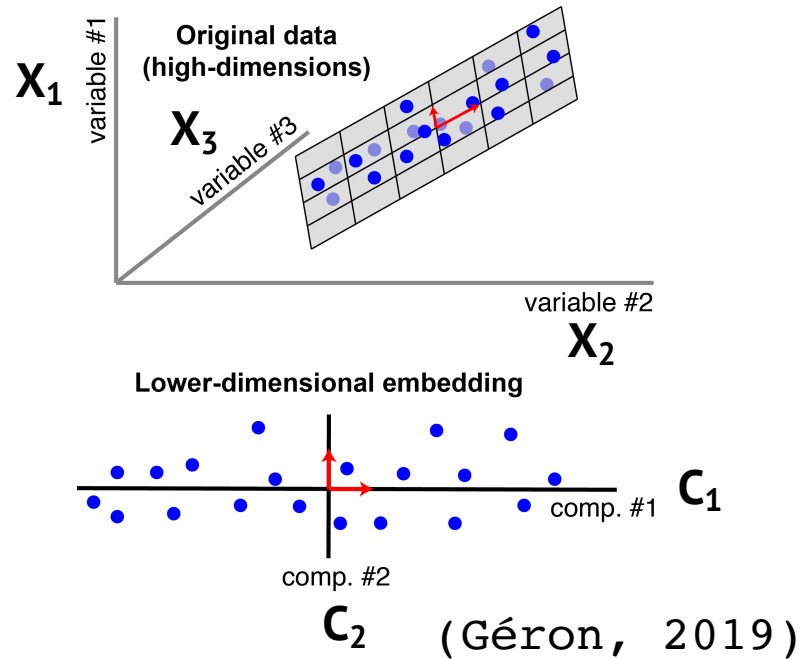 variable #1
Original data
(high-dimensions)
X₁
X₃
variable #3
variable #2
X₂
Lower-dimensional embedding
C₁
comp. #1
comp. #2
C₂
(Géron, 2019)